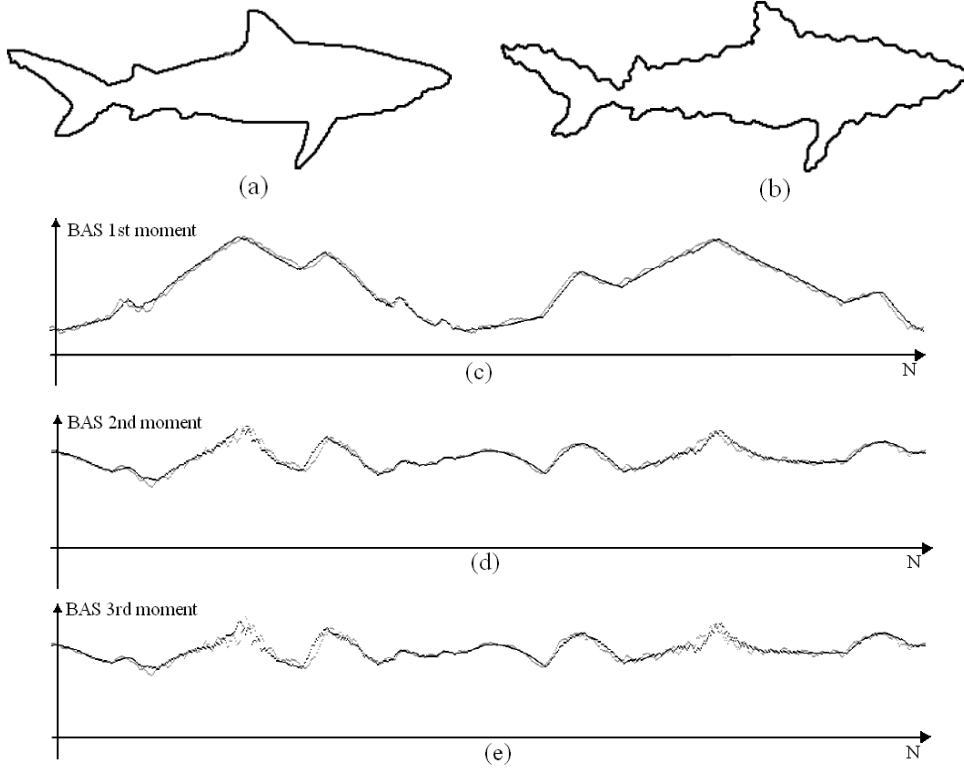 (a)
(b)
BAS 1st moment
N
(c)
BAS 2nd moment
N
(d)
BAS 3rd moment
N
(e)